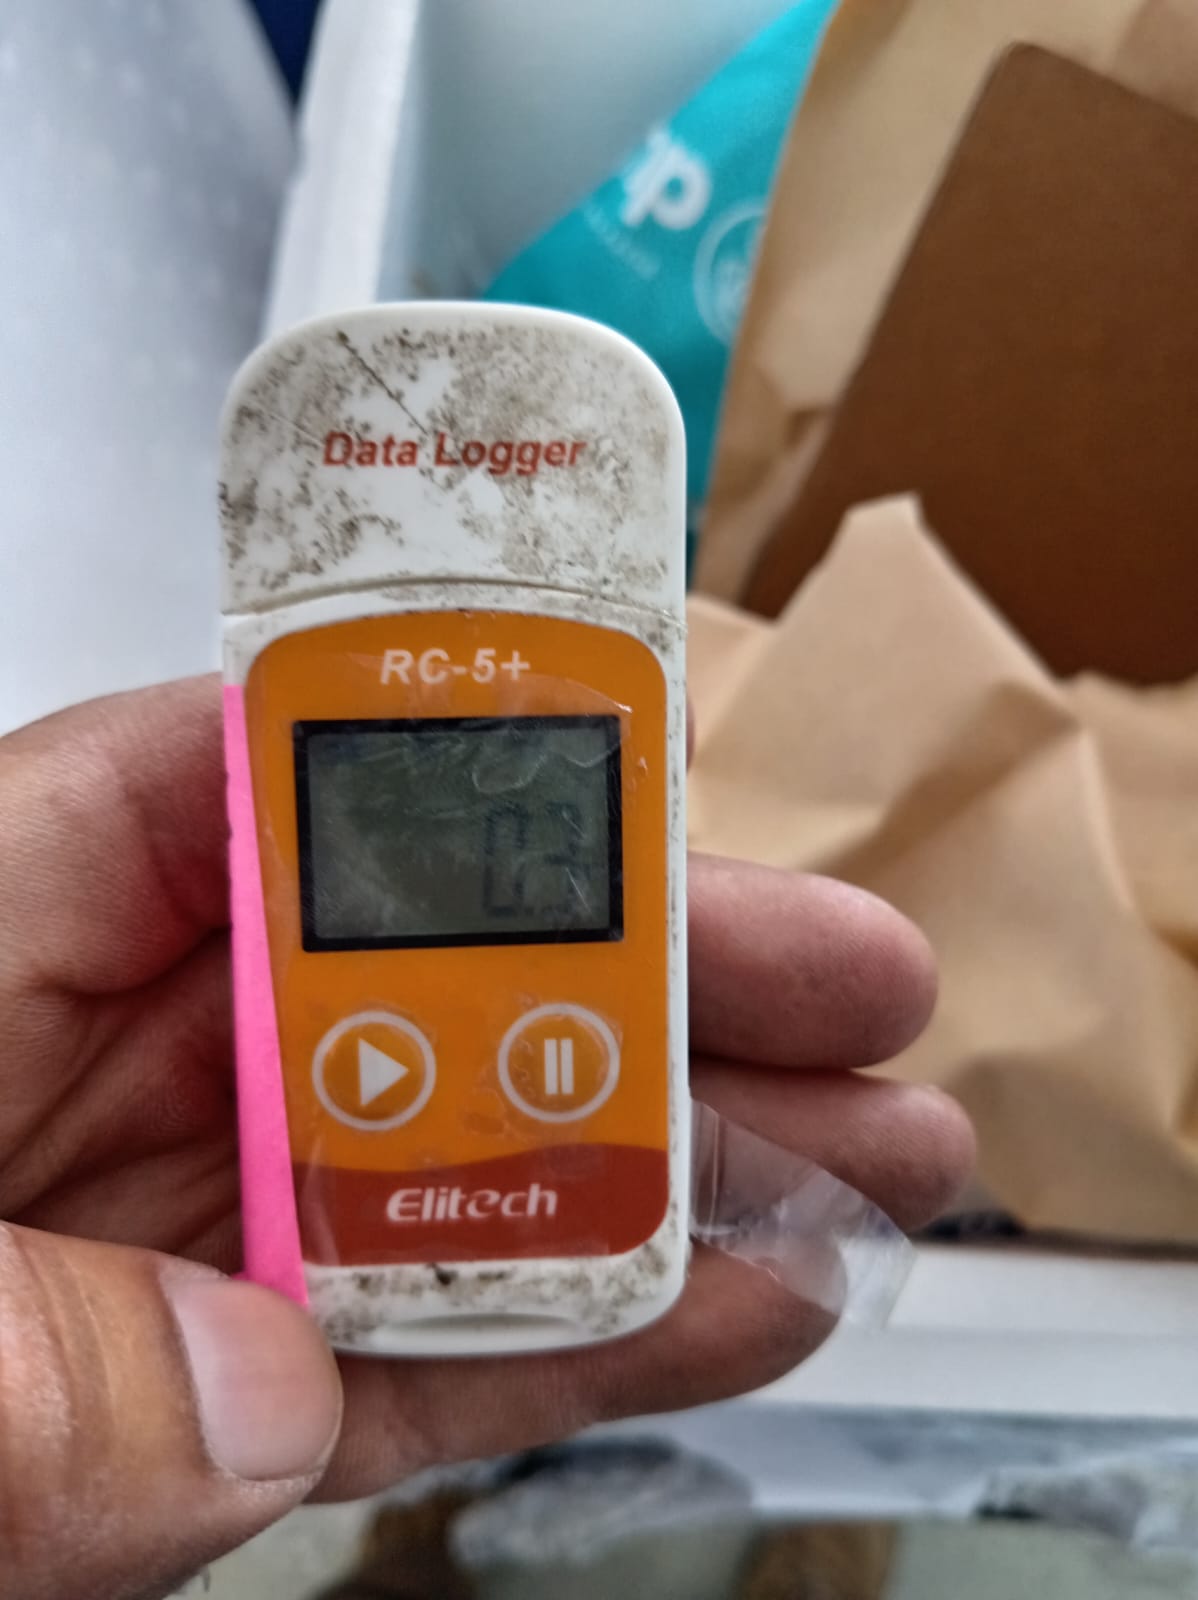 Data Logger
RC-5+
Elitech